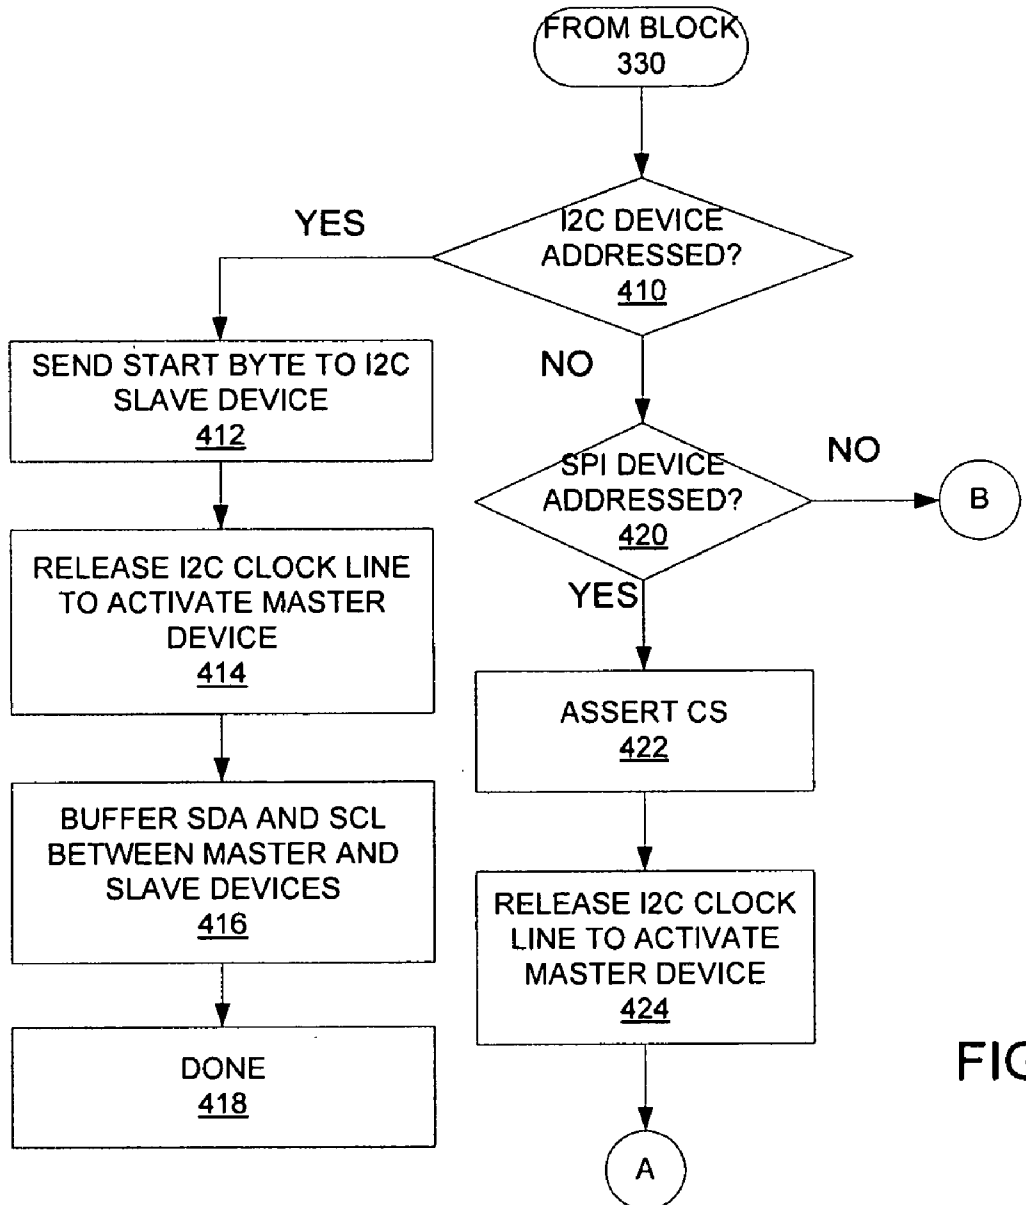 FROM BLOCK
330
I2C DEVICE
ADDRESSED?
410
YES
NO
SEND START BYTE TO I2C
SLAVE DEVICE
412
SPI DEVICE
ADDRESSED?
420
NO
B
YES
RELEASE I2C CLOCK LINE
TO ACTIVATE MASTER
DEVICE
414
ASSERT CS
422
BUFFER SDA AND SCL
BETWEEN MASTER AND
SLAVE DEVICES
416
RELEASE I2C CLOCK
LINE TO ACTIVATE
MASTER DEVICE
424
DONE
418
A
FIG